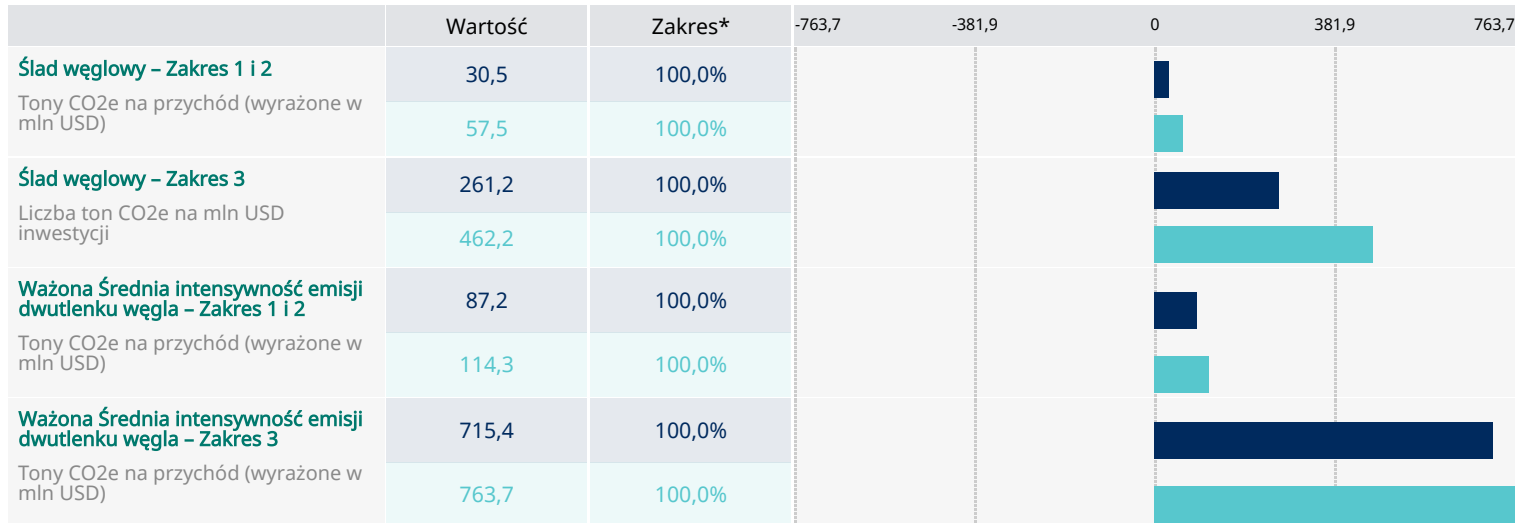 Wartość Zakres* -763,7 -381,9 0 381,9 763,7
Ślad węglowy – Zakres 1 i 2
Tony CO2e na przychód (wyrażone w
mln USD)
30,5 100,0%
57,5 100,0%
Ślad węglowy – Zakres 3
Liczba ton CO2e na mln USD
inwestycji
261,2 100,0%
462,2 100,0%
Ważona Średnia intensywność emisji
dwutlenku węgla – Zakres 1 i 2
Tony CO2e na przychód (wyrażone w
mln USD)
87,2 100,0%
114,3 100,0%
Ważona Średnia intensywność emisji
dwutlenku węgla – Zakres 3
Tony CO2e na przychód (wyrażone w
mln USD)
715,4 100,0%
763,7 100,0%